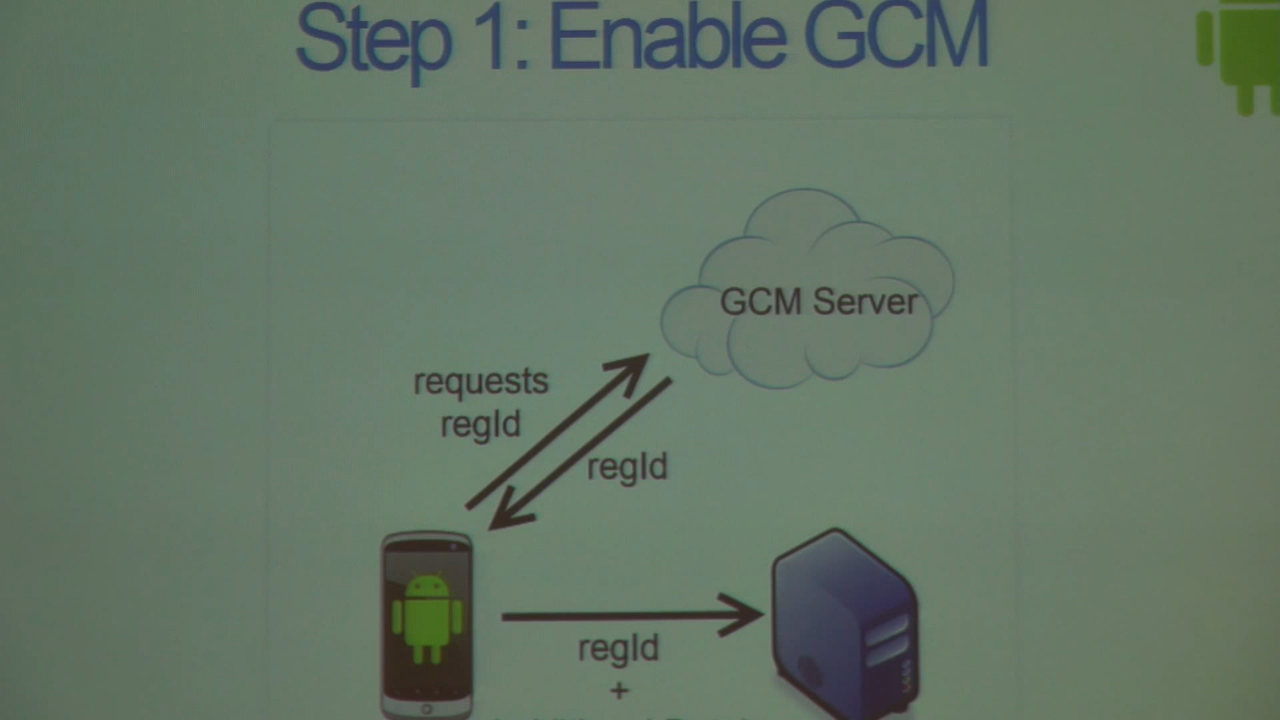 Step 1: Enable GCM
GCM Server
requests
regId
regId
regId
+